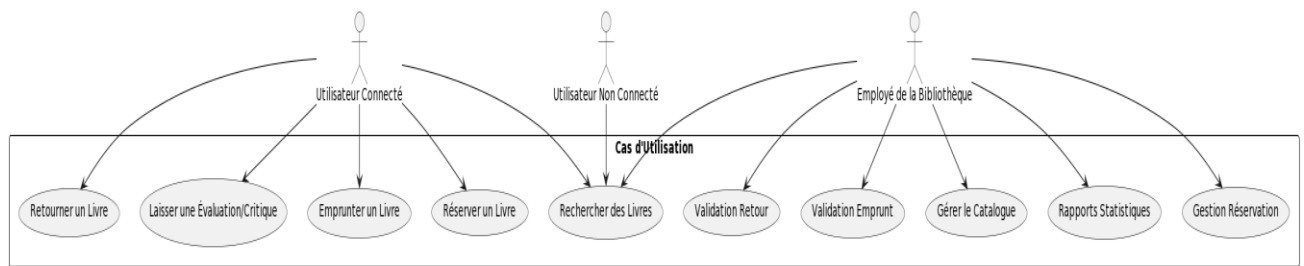 Utilisateur Connecté
Utilisateur Non Connecté
Employé de la Bibliothèque
Cas d'Utilisation
Retourner un Livre
Laisser une Évaluation/Critique
Emprunter un Livre
Réserver un Livre
Rechercher des Livres
Validation Retour
Validation Emprunt
Gérer le Catalogue
Rapports Statistiques
Gestion Réservation